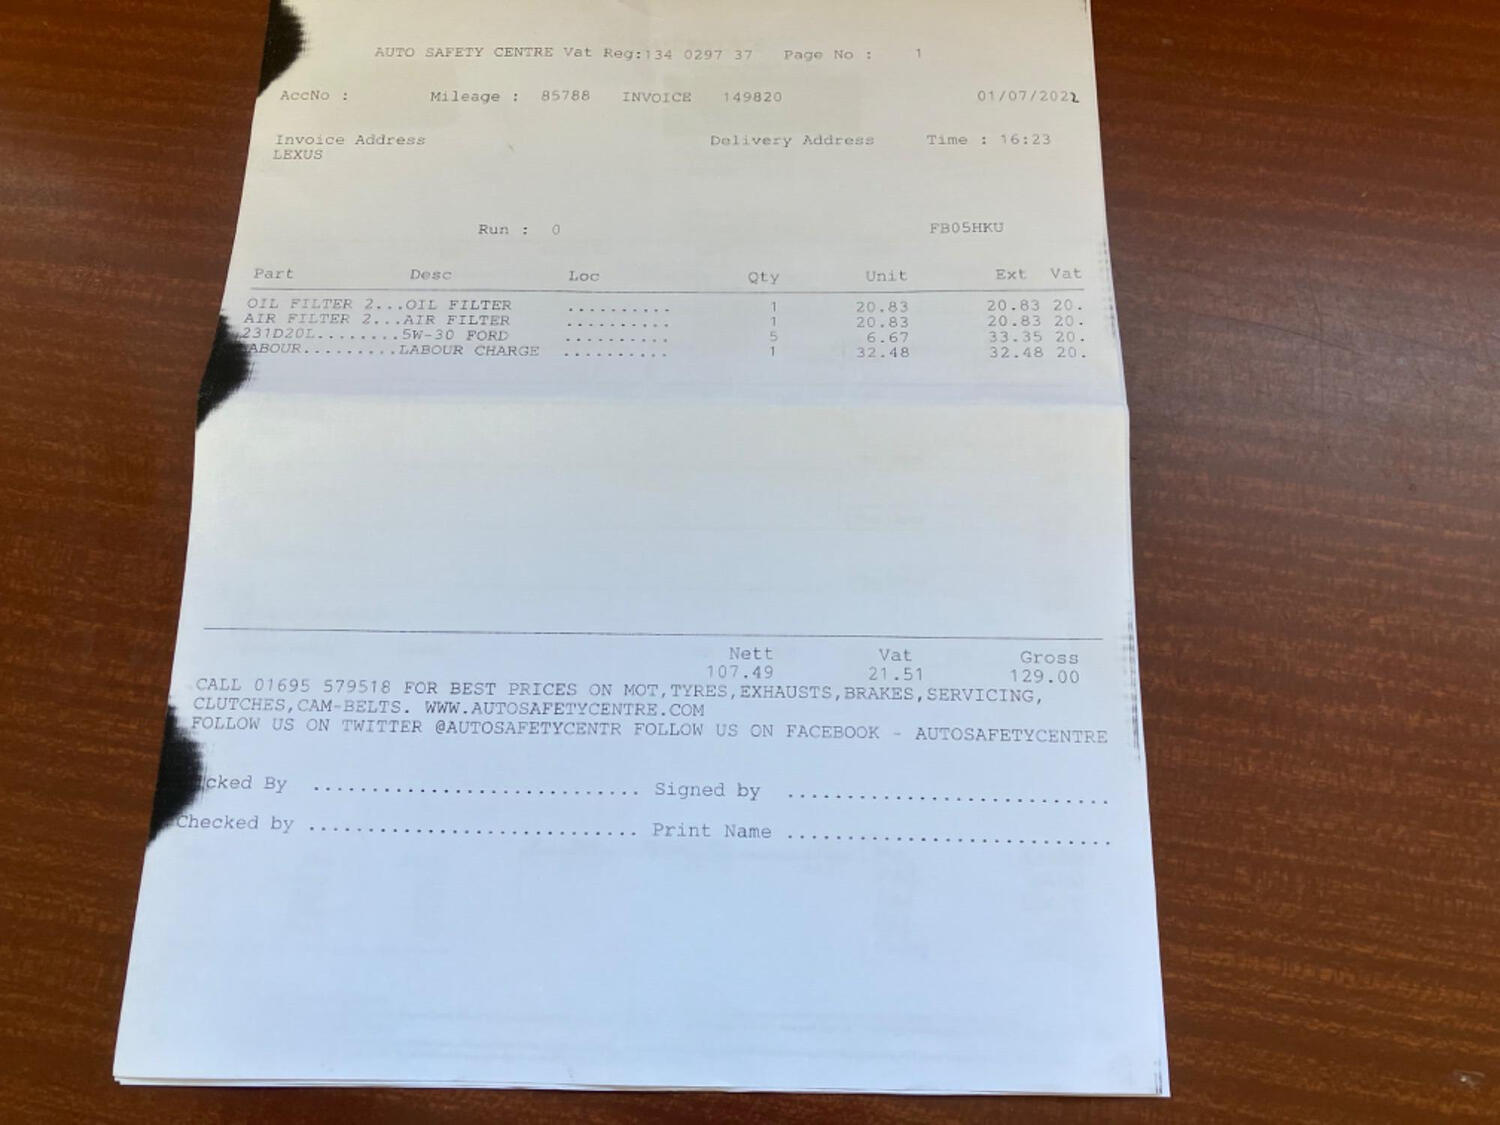 AUTO SAFETY CENTRE Vat Reg:134 0297 37 Page No : 1
AccNo : Mileage : 85788 INVOICE 149820 01/07/2022
Invoice Address Delivery Address Time : 16:23
LEXUS
Run : 0 FB05HKU
Part Desc Loc Qty Unit Ext Vat
OIL FILTER 2...OIL FILTER .......... 1 20.83 20.83 20.
AIR FILTER 2...AIR FILTER .......... 1 20.83 20.83 20.
231D20L........5W-30 FORD .......... 5 6.67 33.35 20.
ABOUR.........LABOUR CHARGE .......... 1 32.48 32.48 20.
Nett Vat Gross
107.49 21.51 129.00
CALL 01695 579518 FOR BEST PRICES ON MOT,TYRES,EXHAUSTS,BRAKES,SERVICING,
CLUTCHES,CAM-BELTS. WWW.AUTOSAFETYCENTRE.COM
FOLLOW US ON TWITTER @AUTOSAFETYCENTR FOLLOW US ON FACEBOOK - AUTOSAFETYCENTRE
cked By ............................ Signed by ............................
Checked by ............................ Print Name ............................